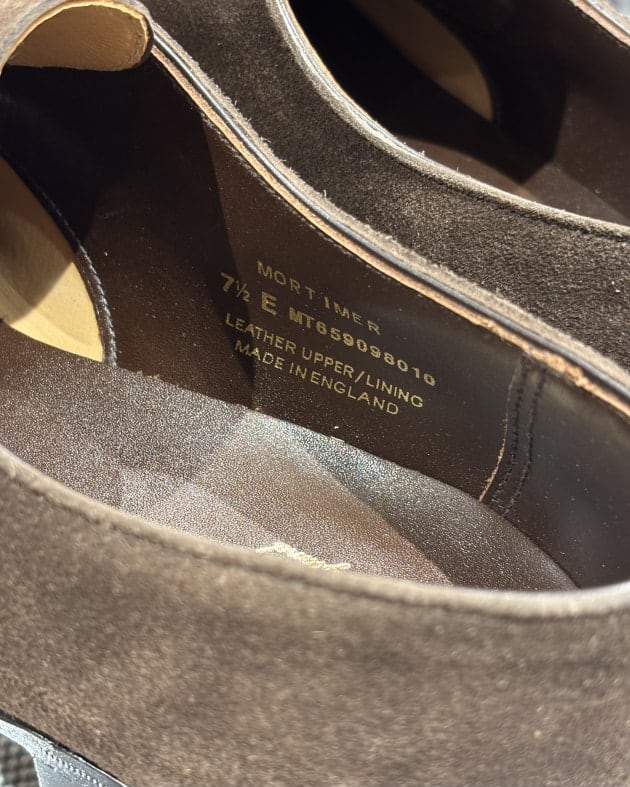 MORTIMER
7½ E MT659098010
LEATHER UPPER/LINING
MADE IN ENGLAND